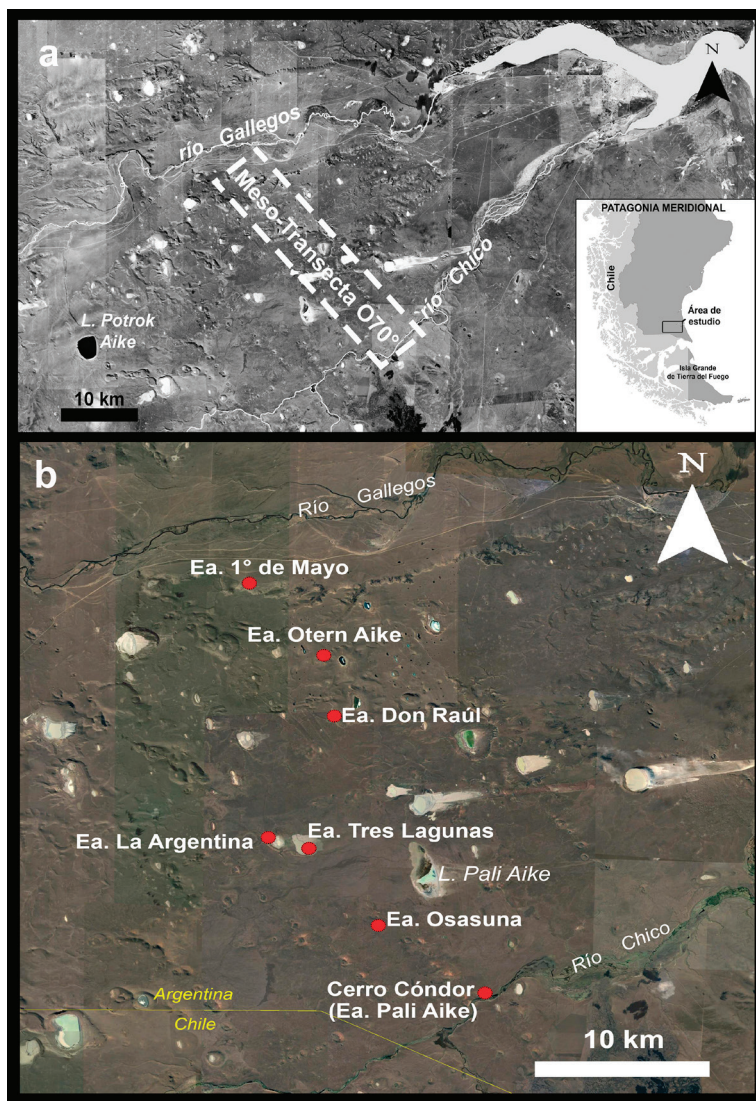 a
N
río Gallegos
Meso-Transecta O70°
río Chico
L. Potrok
Aike
10 km
PATAGONIA MERIDIONAL
Chile
Área de
estudio
Isla Grande
de Tierra del Fuego
b
N
Río Gallegos
Ea. 1° de Mayo
Ea. Otern Aike
Ea. Don Raúl
Ea. La Argentina
Ea. Tres Lagunas
L. Pali Aike
Ea. Osasuna
Río Chico
Cerro Cóndor
(Ea. Pali Aike)
Argentina
Chile
10 km